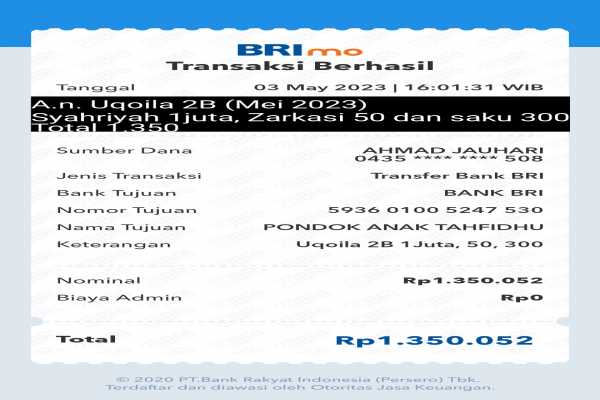 BRImo
Transaksi Berhasil
Tanggal 03 May 2023 | 16:01:31 WIB
A.n. Uqoila 2B (Mei 2023)
Syahriyah 1juta, Zarkasi 50 dan saku 300
Total 1.350
Sumber Dana AHMAD JAUHARI
0435 **** **** 508
Jenis Transaksi Transfer Bank BRI
Bank Tujuan BANK BRI
Nomor Tujuan 5936 0100 5247 530
Nama Tujuan PONDOK ANAK TAHFIDHU
Keterangan Uqoila 2B 1Juta, 50, 300
Nominal Rp1.350.052
Biaya Admin Rp0
Total Rp1.350.052
© 2020 PT.Bank Rakyat Indonesia (Persero) Tbk.
Terdaftar dan diawasi oleh Otoritas Jasa Keuangan.